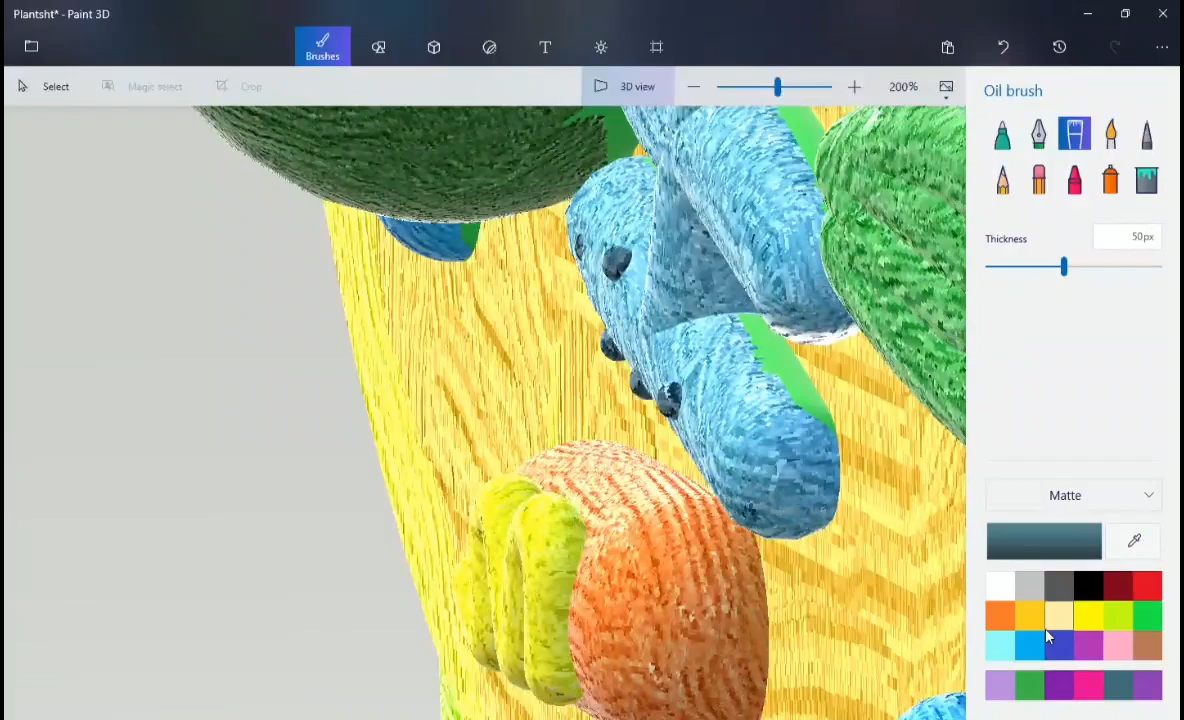 Plantsht* - Paint 3D
Brushes
Select
Magic select
Crop
3D view
200%
Oil brush
Thickness
50px
Matte